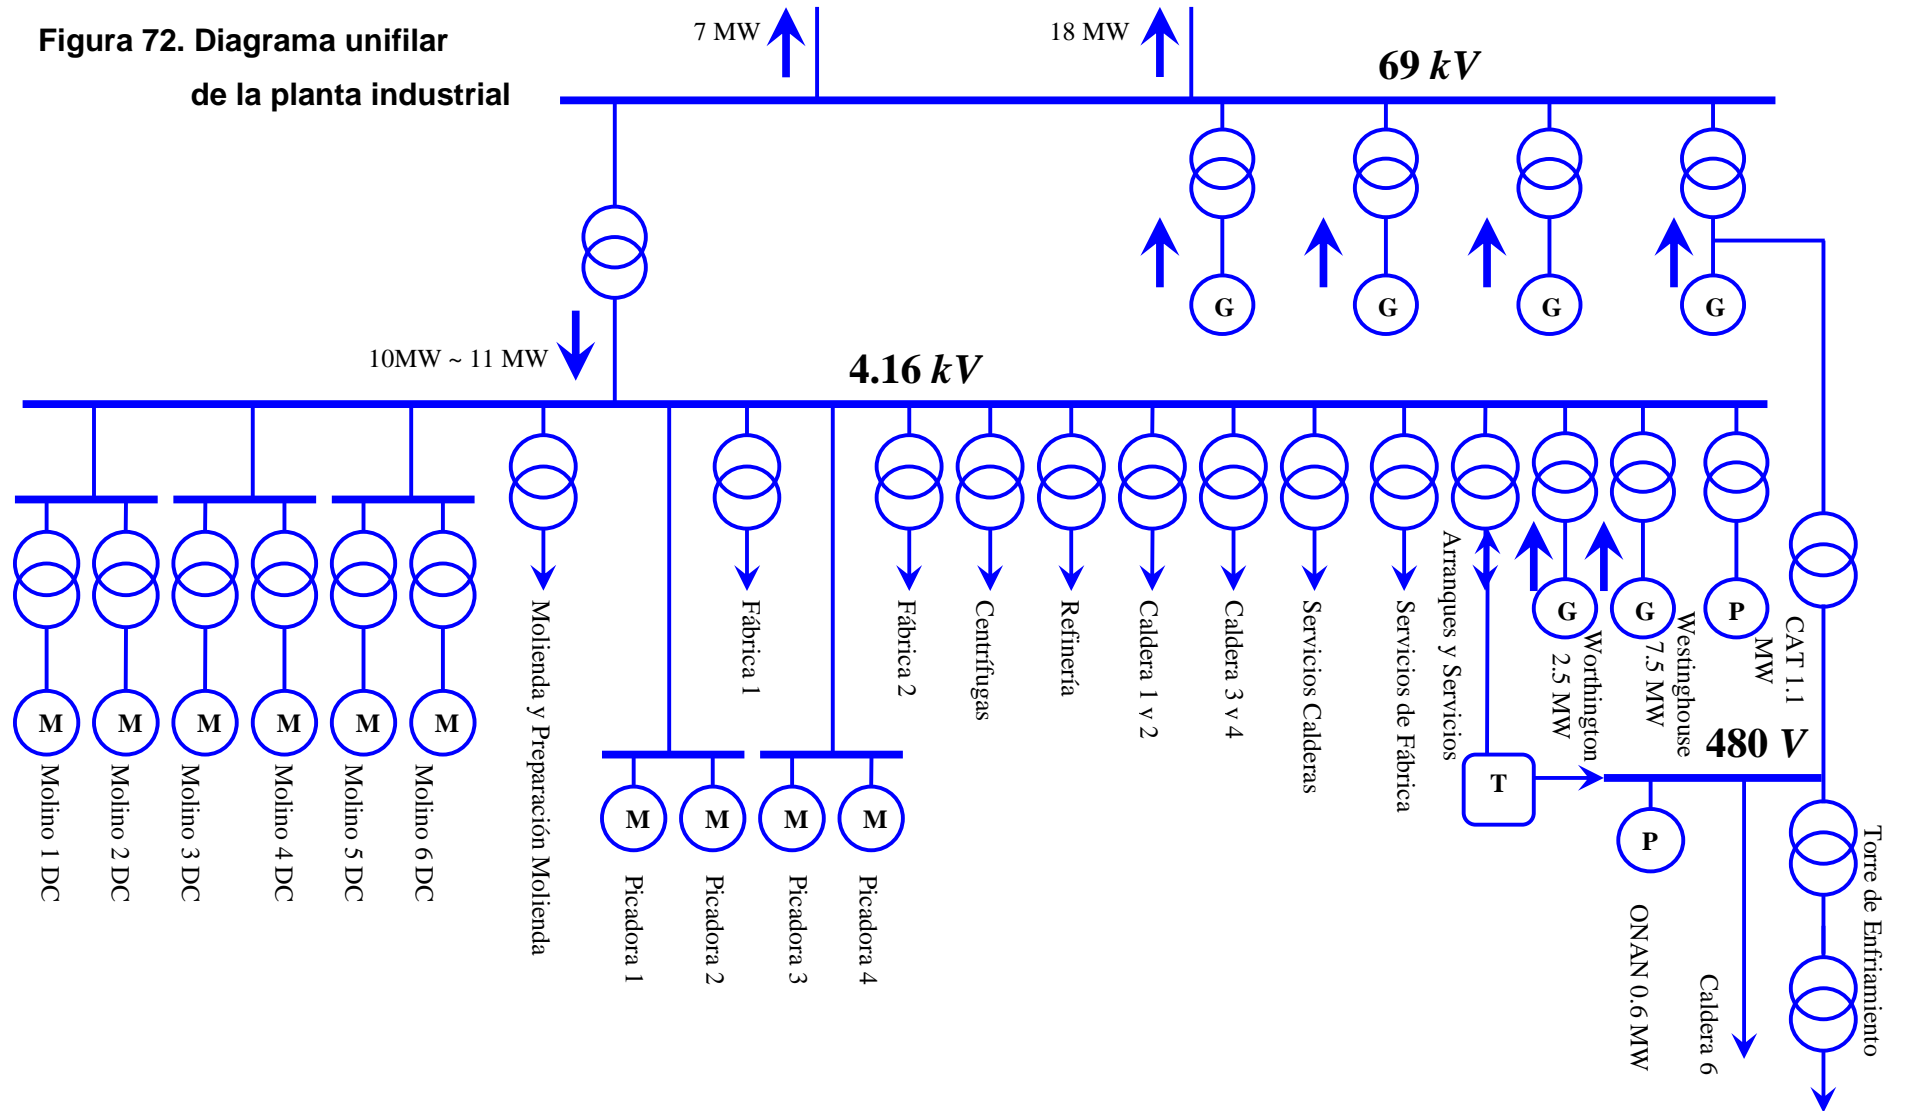 Figura 72. Diagrama unifilar
de la planta industrial
7 MW
18 MW
69 kV
G
G
G
G
10MW ~ 11 MW
4.16 kV
M
M
M
M
M
M
Molino 1 DC
Molino 2 DC
Molino 3 DC
Molino 4 DC
Molino 5 DC
Molino 6 DC
Molienda y Preparación Molienda
Fábrica 1
M
M
M
M
Picadora 1
Picadora 2
Picadora 3
Picadora 4
Fábrica 2
Centrífugas
Refinería
Caldera 1 y 2
Caldera 3 y 4
Servicios Calderas
Servicios de Fábrica
Arranques y Servicios
G
Worthington
2.5 MW
G
Westinghouse
7.5 MW
P
CAT 1.1
MW
480 V
T
P
ONAN 0.6 MW
Caldera 6
Torre de Enfriamiento